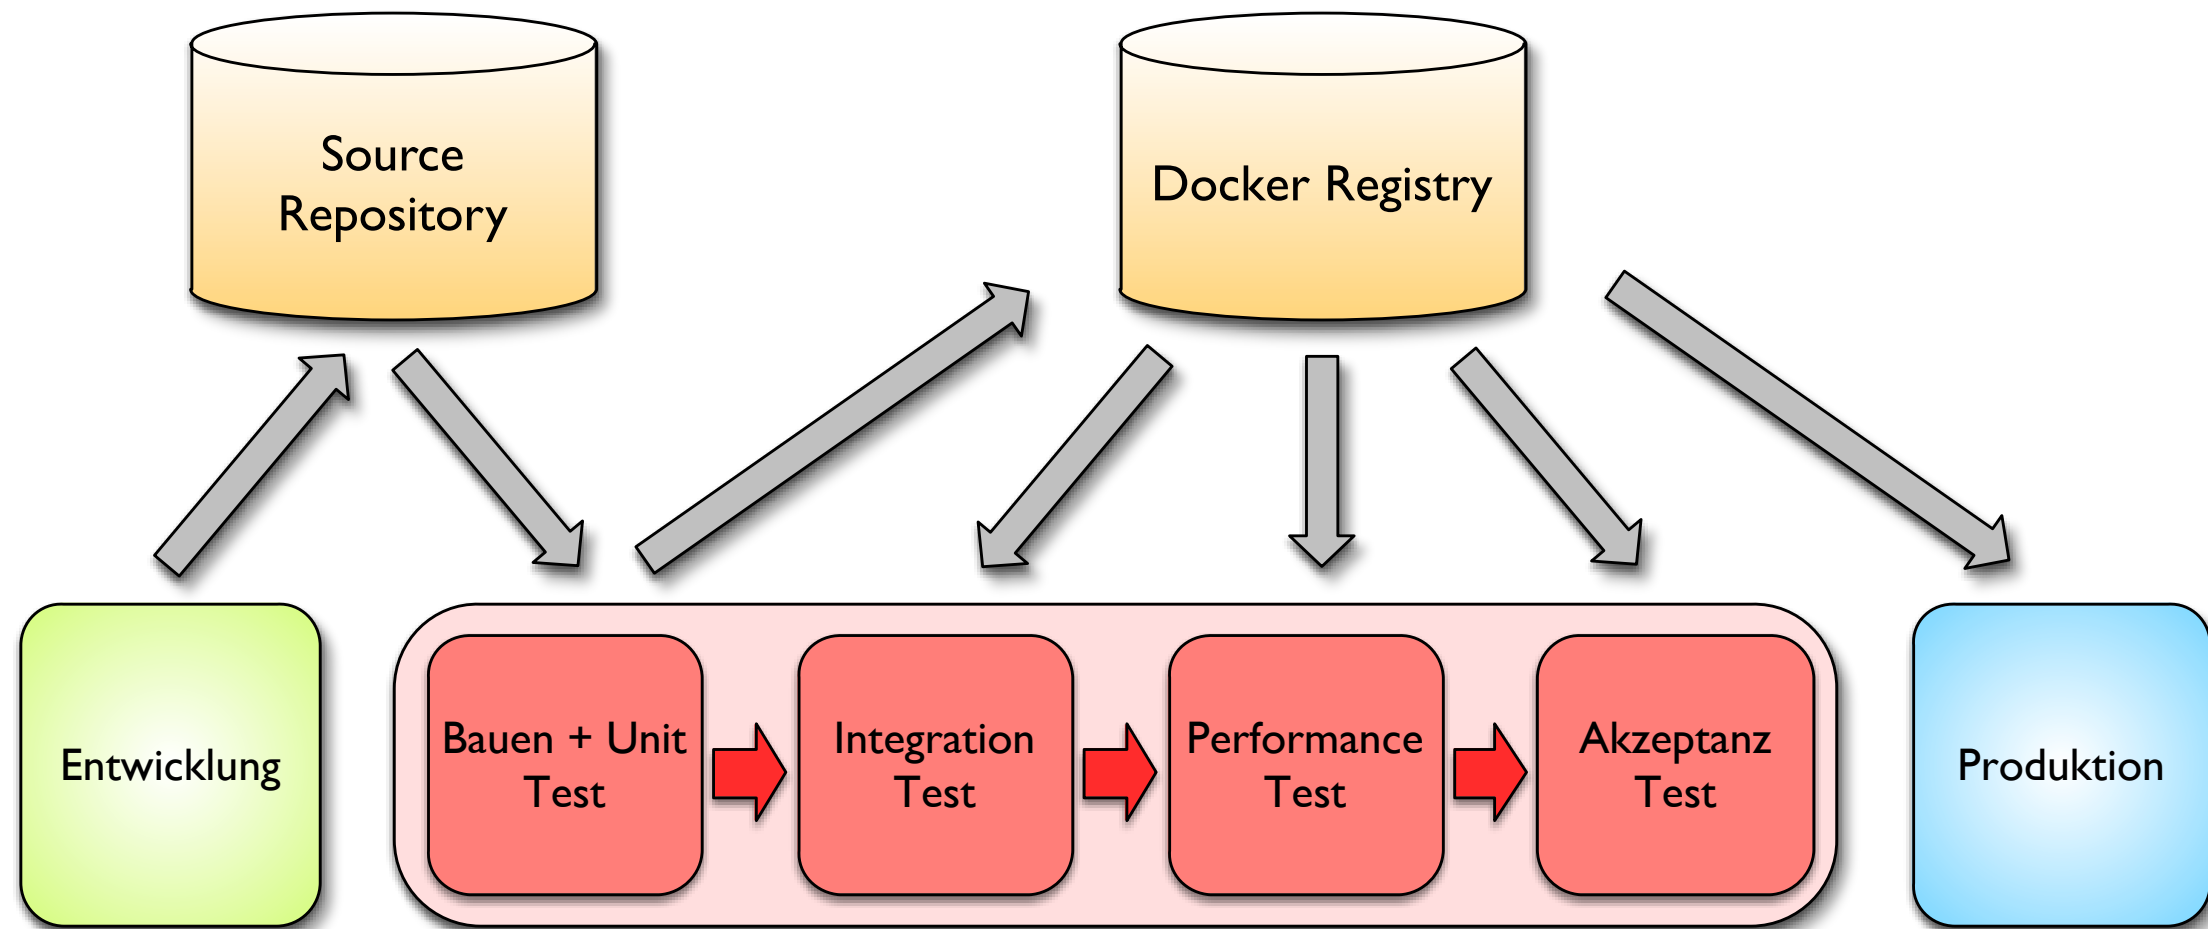 Source
Repository
Docker Registry
Entwicklung
Bauen + Unit
Test
Integration
Test
Performance
Test
Akzeptanz
Test
Produktion